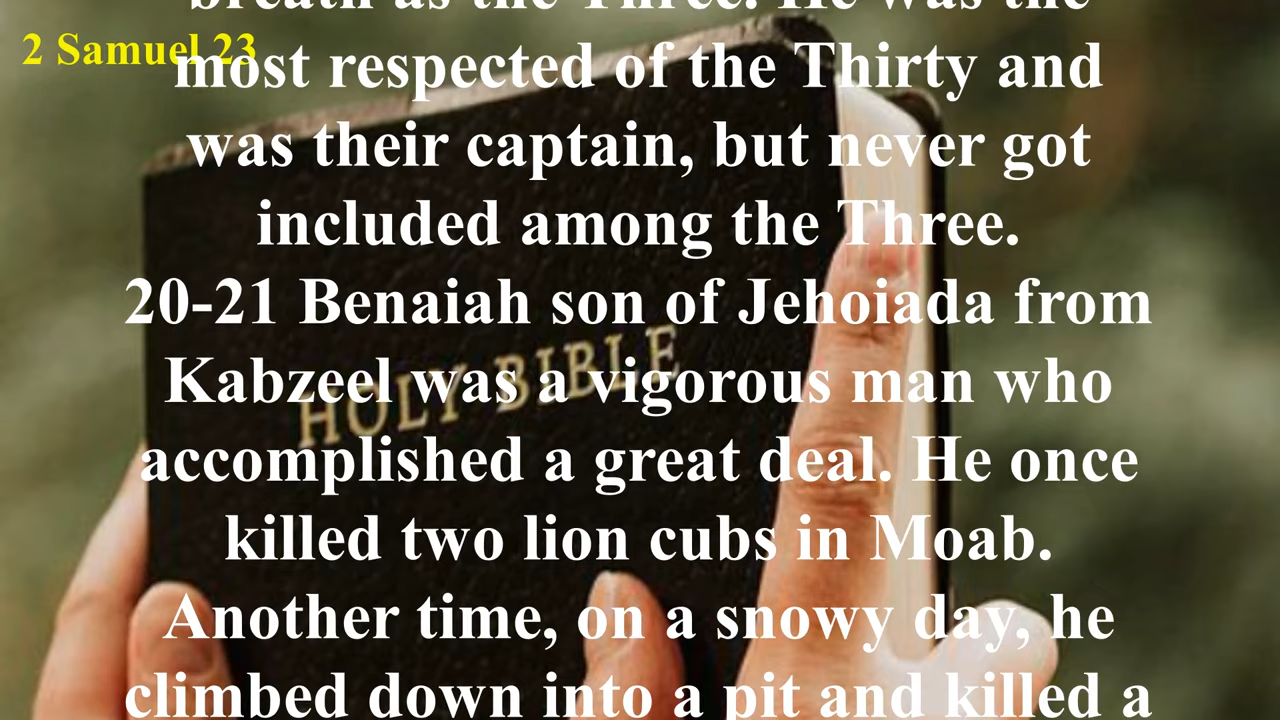 breath as the Three. He was the
2 Samuel 23
most respected of the Thirty and
was their captain, but never got
included among the Three.
20-21 Benaiah son of Jehoiada from
Kabzeel was a vigorous man who
HOLY BIBLE
accomplished a great deal. He once
killed two lion cubs in Moab.
Another time, on a snowy day, he
climbed down into a pit and killed a